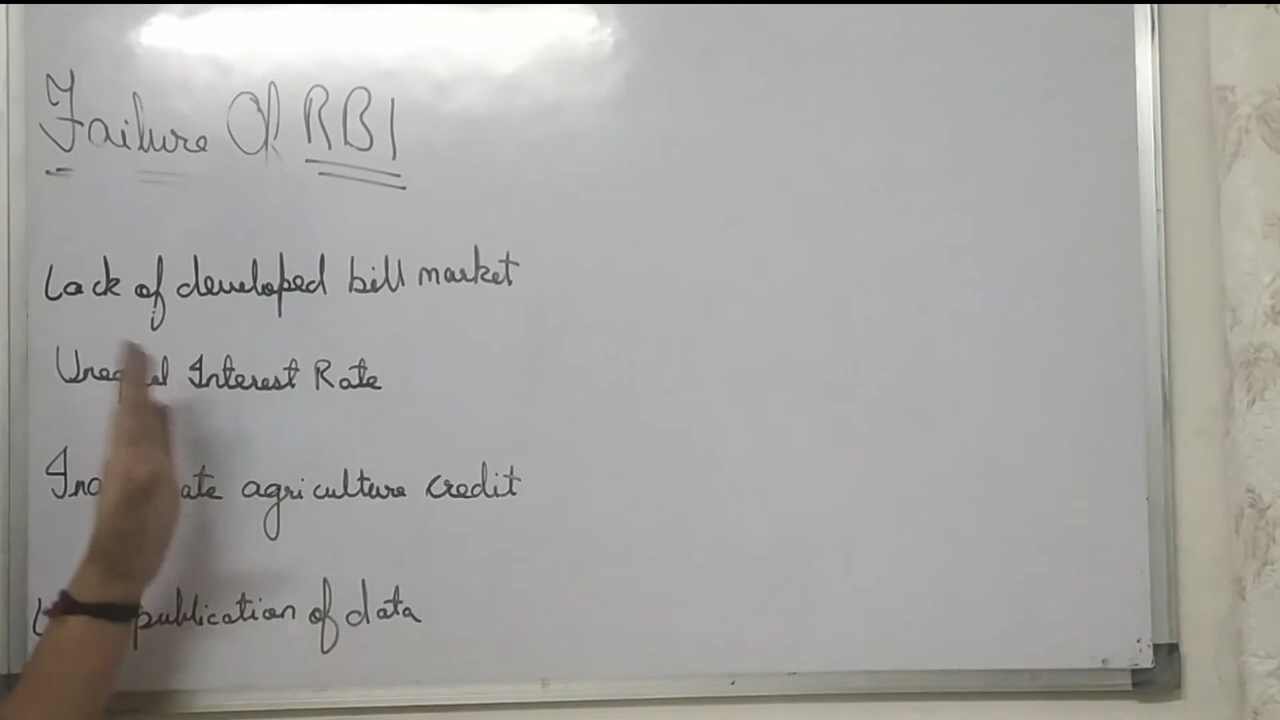 Failure Of RBI
Lack of developed bill market
Interest Rate
agriculture credit
publication of data